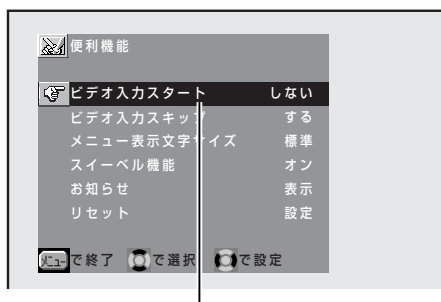 便利機能
ビデオ入力スタート しない
ビデオ入力スキップ する
メニュー表示文字サイズ 標準
スイーベル機能 オン
お知らせ 表示
リセット 設定
メニューで終了 で選択 で設定